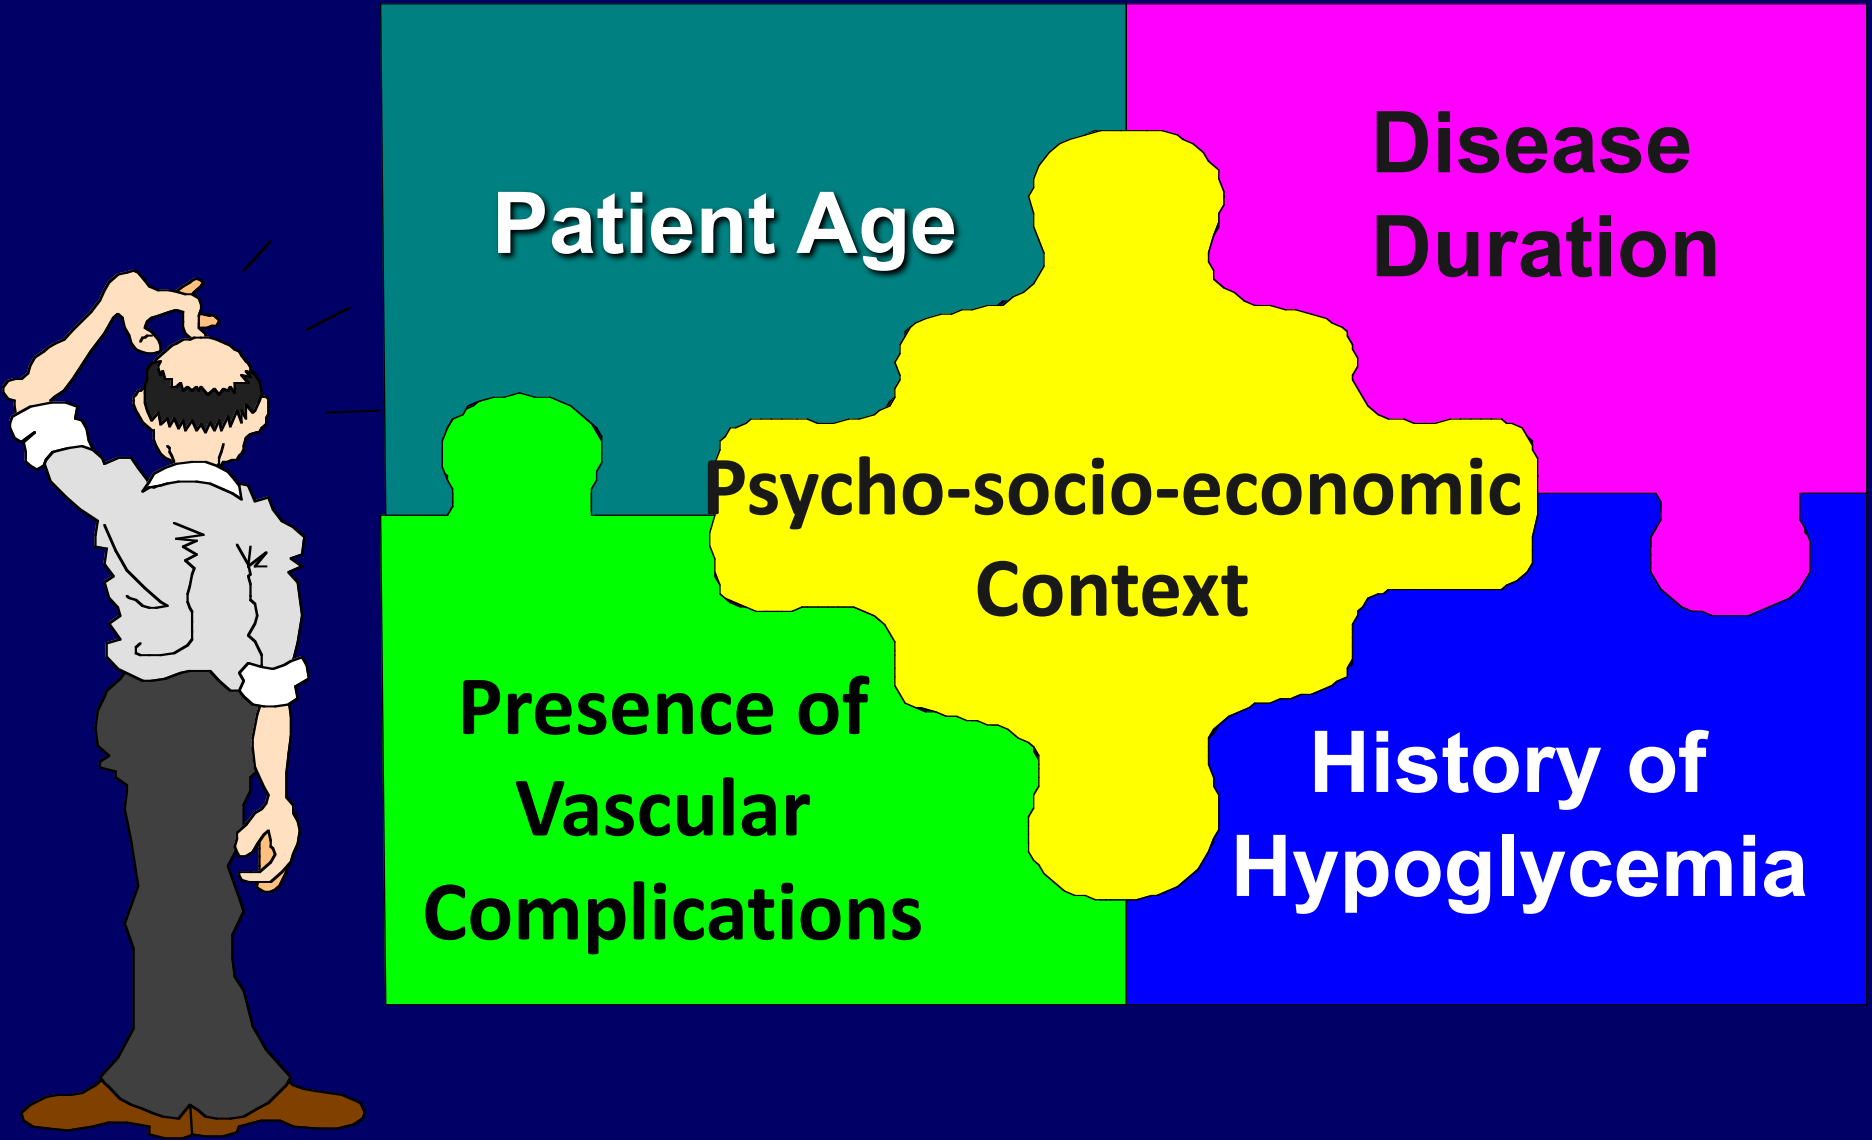 Patient Age
Disease
Duration
Psycho-socio-economic
Context
Presence of
Vascular
Complications
History of
Hypoglycemia